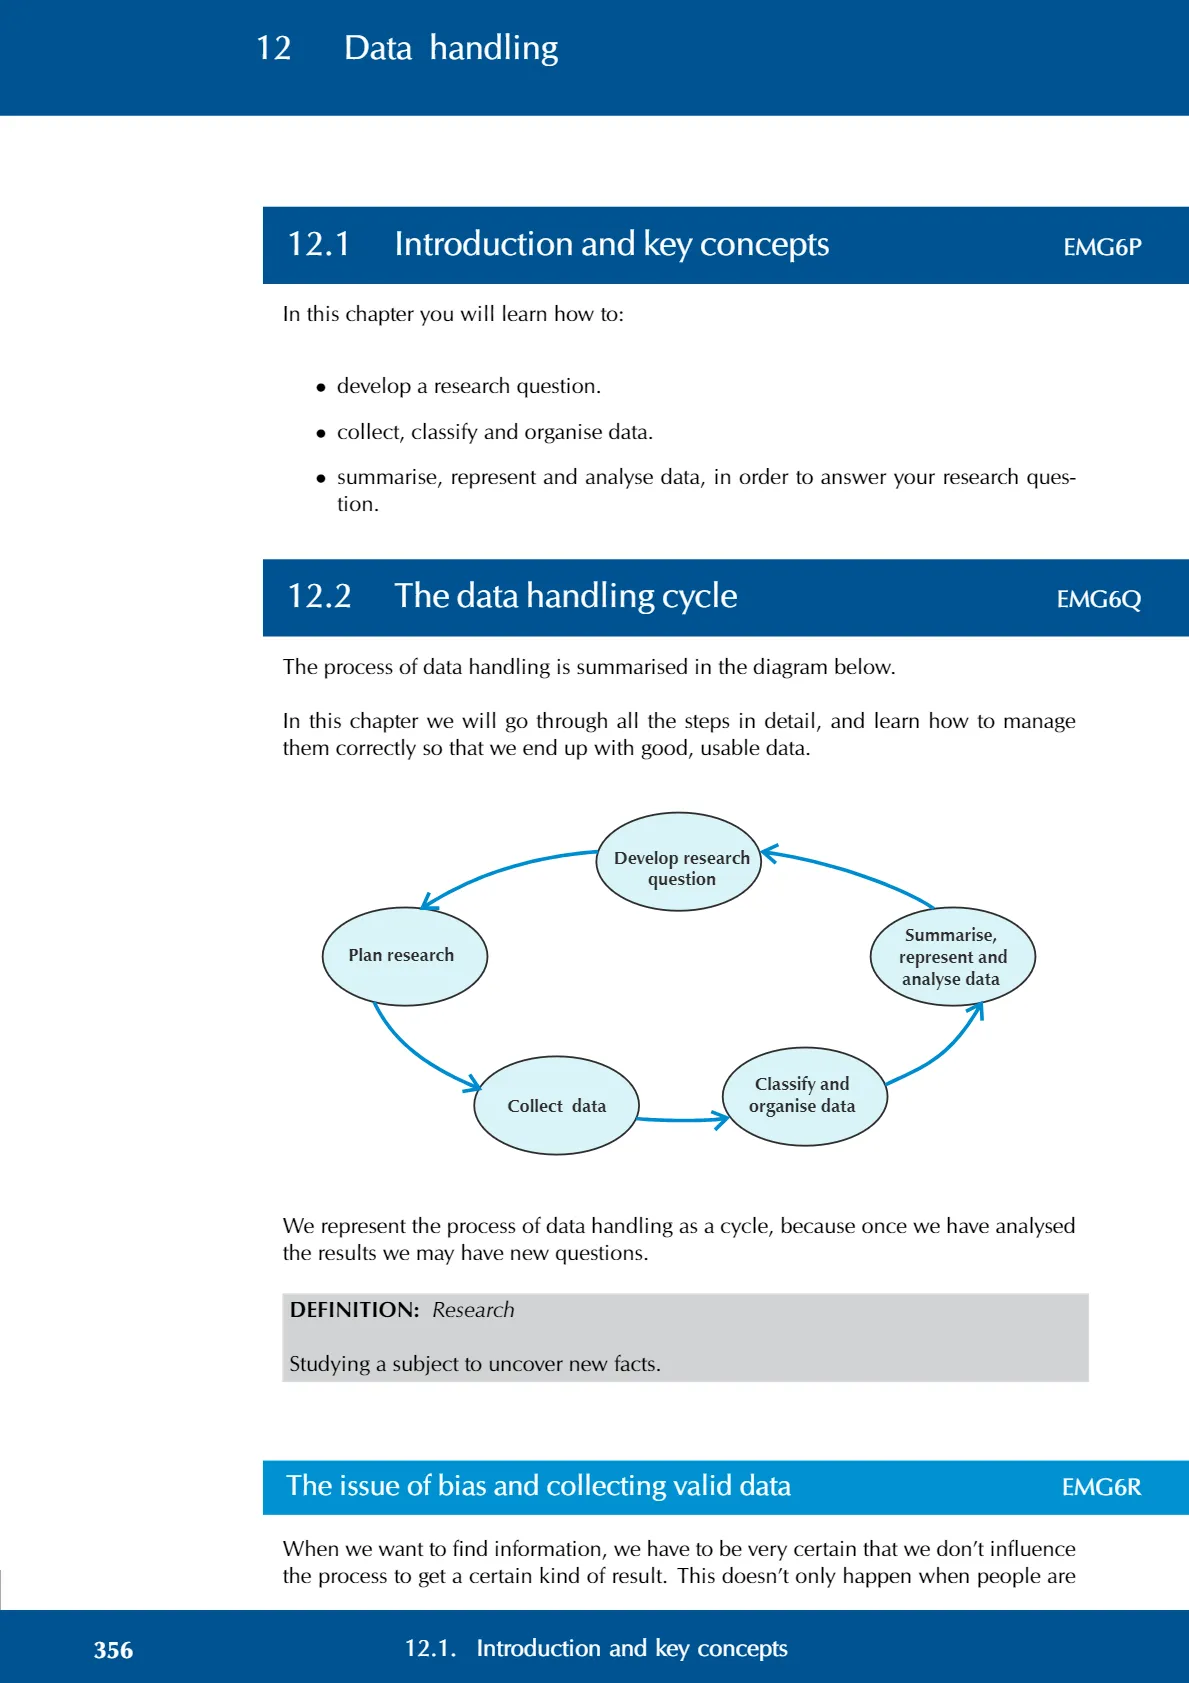 12 Data handling
12.1 Introduction and key concepts EMG6P
In this chapter you will learn how to:
• develop a research question.
• collect, classify and organise data.
• summarise, represent and analyse data, in order to answer your research ques-
tion.
12.2 The data handling cycle EMG6Q
The process of data handling is summarised in the diagram below.
In this chapter we will go through all the steps in detail, and learn how to manage
them correctly so that we end up with good, usable data.
Develop research
question
Plan research
Summarise,
represent and
analyse data
Collect data
Classify and
organise data
We represent the process of data handling as a cycle, because once we have analysed
the results we may have new questions.
DEFINITION: Research
Studying a subject to uncover new facts.
The issue of bias and collecting valid data EMG6R
When we want to find information, we have to be very certain that we don’t influence
the process to get a certain kind of result. This doesn’t only happen when people are
356 12.1. Introduction and key concepts